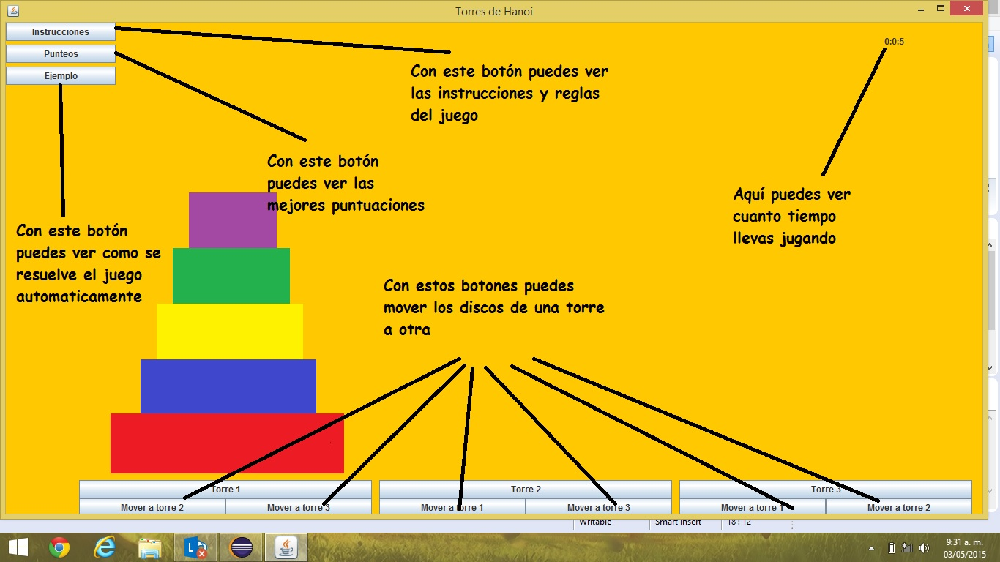 Torres de Hanoi
Instrucciones
Punteos
Ejemplo
0:0:5
Con este botón puedes ver
las instrucciones y reglas
del juego
Con este botón
puedes ver las
mejores puntuaciones
Aquí puedes ver
cuanto tiempo
llevas jugando
Con este botón
puedes ver como se
resuelve el juego
automaticamente
Con estos botones puedes
mover los discos de una torre
a otra
Torre 1
Torre 2
Torre 3
Mover a torre 2
Mover a torre 3
Mover a torre 1
Mover a torre 3
Mover a torre 1
Mover a torre 2
Writable
Smart Insert
18 : 12
9:31 a. m.
03/05/2015